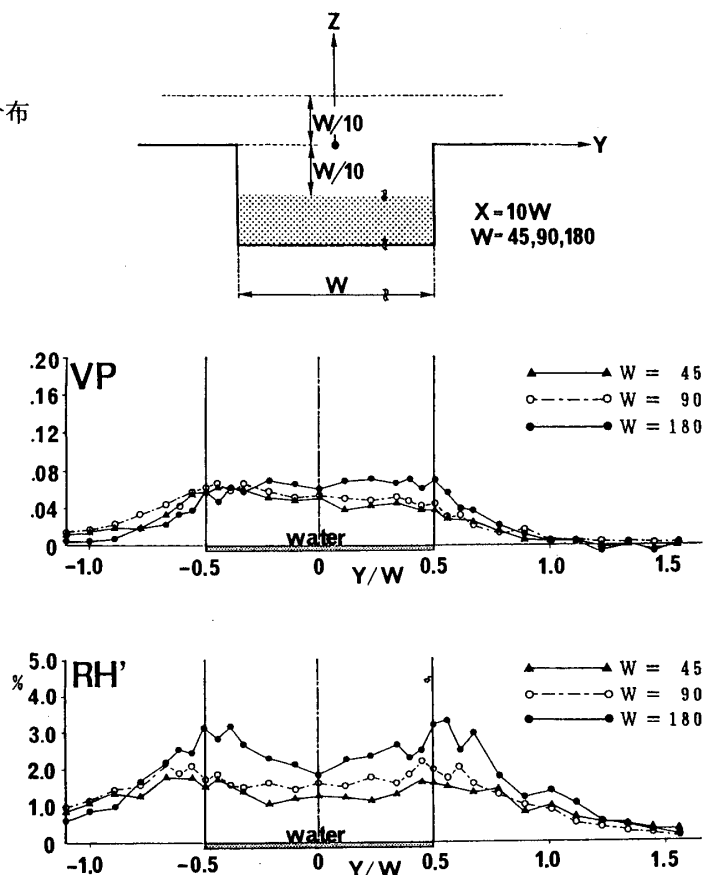 布
Z
W/10
W/10
Y
X=10W
W=45,90,180
W
VP
.20
.16
.12
.08
.04
0
W = 45
W = 90
W = 180
water
-1.0
-0.5
0
0.5
1.0
1.5
Y/W
RH'
%
5.0
4.0
3.0
2.0
1.0
0
W = 45
W = 90
W = 180
water
-1.0
-0.5
0
0.5
1.0
1.5
Y/W